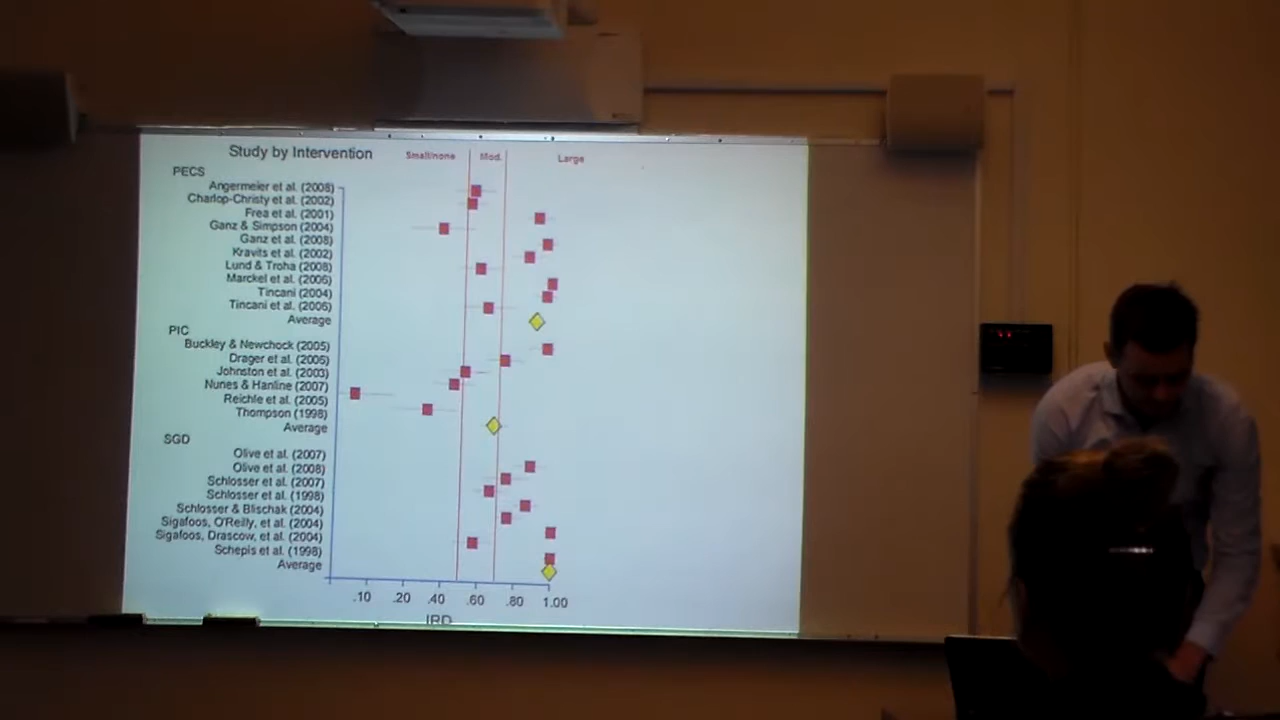 Study by Intervention
Small/none Mod. Large
PECS
Angermeier et al. (2008)
Charlop-Christy et al. (2002)
Frea et al. (2001)
Ganz & Simpson (2004)
Ganz et al. (2008)
Kravits et al. (2002)
Lund & Troha (2008)
Marckel et al. (2006)
Tincani (2004)
Tincani et al. (2006)
Average
PIC
Buckley & Newchock (2005)
Drager et al. (2006)
Johnston et al. (2003)
Nunes & Hanline (2007)
Reichle et al. (2005)
Thompson (1998)
Average
SGD
Olive et al. (2007)
Olive et al. (2008)
Schlosser et al. (2007)
Schlosser et al. (1998)
Schlosser & Blischak (2004)
Sigafoos, O'Reilly, et al. (2004)
Sigafoos, Drascow, et al. (2004)
Schepis et al. (1998)
Average
.10 .20 .40 .60 .80 1.00
IRD